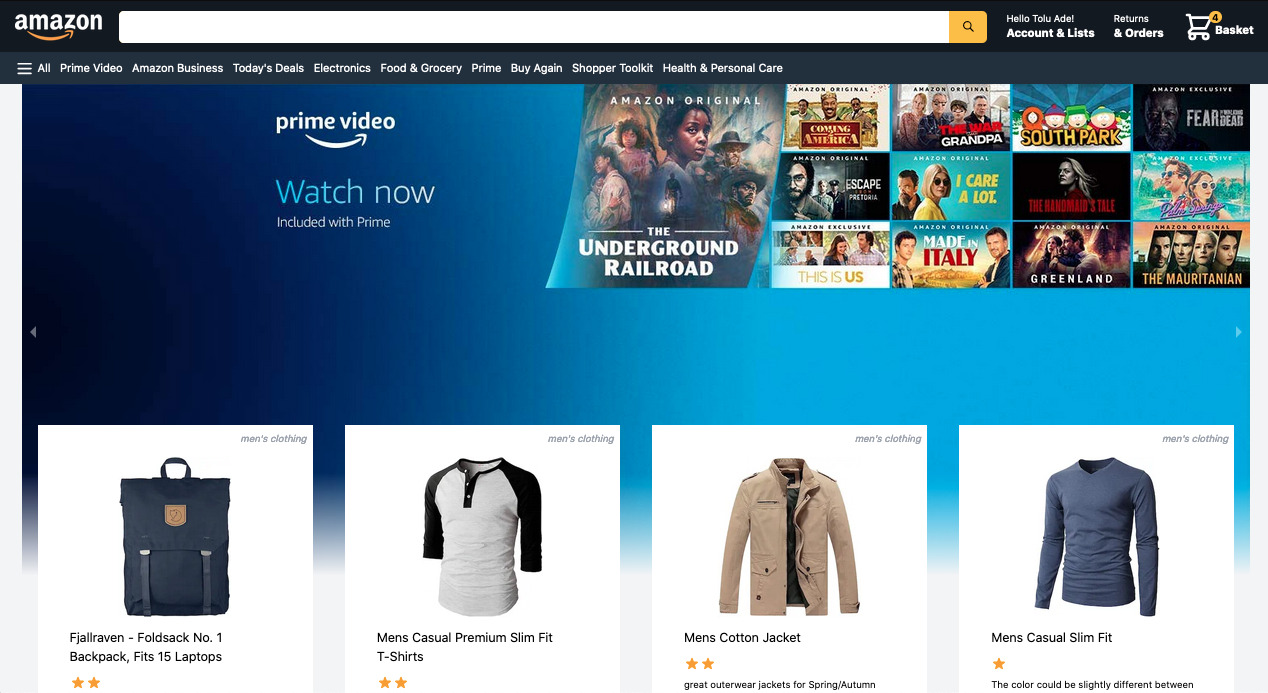 amazon
Hello Tolu Ade!
Account & Lists
Returns
& Orders
4
Basket
All Prime Video Amazon Business Today's Deals Electronics Food & Grocery Prime Buy Again Shopper Toolkit Health & Personal Care
prime video
Watch now
Included with Prime
AMAZON ORIGINAL
THE
UNDERGROUND
RAILROAD
AMAZON ORIGINAL
COMING
AMERICA
AMAZON ORIGINAL
THE WAR
GRANDPA
SOUTH PARK
AMAZON EXCLUSIVE
FEAR THE WALKING DEAD
AMAZON ORIGINAL
ESCAPE
FROM
PRETORIA
AMAZON ORIGINAL
I CARE
A LOT.
THE HANDMAID'S TALE
AMAZON EXCLUSIVE
Palm Springs
AMAZON EXCLUSIVE
THIS IS US
AMAZON ORIGINAL
MADE IN
ITALY
AMAZON ORIGINAL
GREENLAND
AMAZON ORIGINAL
THE MAURITANIAN
men's clothing
Fjallraven - Foldsack No. 1
Backpack, Fits 15 Laptops
men's clothing
Mens Casual Premium Slim Fit
T-Shirts
men's clothing
Mens Cotton Jacket
great outerwear jackets for Spring/Autumn
men's clothing
Mens Casual Slim Fit
The color could be slightly different between